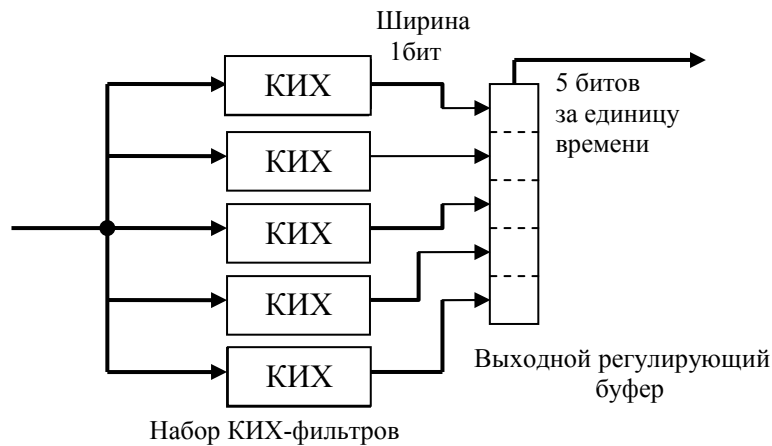 Ширина
1бит
КИХ
КИХ
КИХ
КИХ
КИХ
5 битов
за единицу
времени
Выходной регулирующий
буфер
Набор КИХ-фильтров